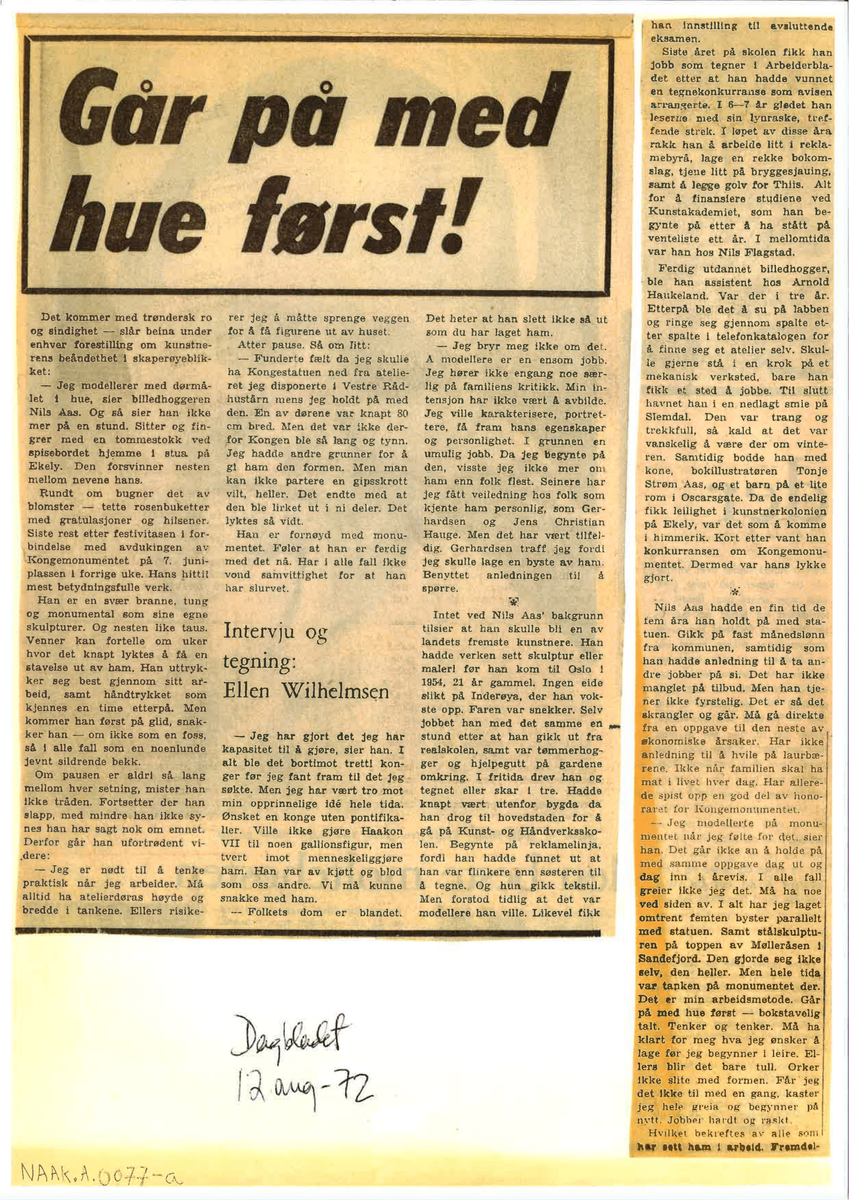 Går på med
hue først!
Det kommer med trøndersk ro
og sindighet — slår beina under
enhver forestilling om kunstne-
rens beåndethet i skaperøyeblik-
ket:
— Jeg modellerer med dørmå-
let i hue, sier billedhoggeren
Nils Aas. Og så sier han ikke
mer på en stund. Sitter og fin-
grer med en tommestokk ved
spisebordet hjemme i stua på
Ekely. Den forsvinner nesten
mellom nevene hans.
Rundt om bugner det av
blomster — tette rosenbuketter
med gratulasjoner og hilsener.
Siste rest etter festivitasen i for-
bindelse med avdukingen av
Kongemonumentet på 7. juni-
plassen i forrige uke. Hans hittil
mest betydningsfulle verk.
Han er en svær branne, tung
og monumental som sine egne
skulpturer. Og nesten like taus.
Venner kan fortelle om uker
hvor det knapt lyktes å få en
stavelse ut av ham. Han uttryk-
ker seg best gjennom sitt ar-
beid, samt håndtrykket som
kjennes en time etterpå. Men
kommer han først på glid, snak-
ker han — om ikke som en foss,
så i alle fall som en noenlunde
jevnt sildrende bekk.
Om pausen er aldri så lang
mellom hver setning, mister han
ikke tråden. Fortsetter der han
slapp, med mindre han ikke sy-
nes han har sagt nok om emnet.
Derfor går han ufortrødent vi-
dere:
— Jeg er nødt til å tenke
praktisk når jeg arbeider. Må
alltid ha atelierdøras høyde og
bredde i tankene. Ellers risike-
rer jeg å måtte sprenge veggen
for å få figurene ut av huset.
Atter pause. Så om litt:
— Funderte fælt da jeg skulle
ha Kongestatuen ned fra atelie-
ret jeg disponerte i Vestre Råd-
hustårn mens jeg holdt på med
den. En av dørene var knapt 80
cm bred. Men det var ikke der-
for Kongen ble så lang og tynn.
Jeg hadde andre grunner for å
gi ham den formen. Men man
kan ikke partere en gipsskrott
vilt, heller. Det endte med at
den ble lirket ut i ni deler. Det
lyktes så vidt.
Han er fornøyd med monu-
mentet. Føler at han er ferdig
med det nå. Har i alle fall ikke
vond samvittighet for at han
har slurvet.
Intervju og
tegning:
Ellen Wilhelmsen
— Jeg har gjort det jeg har
kapasitet til å gjøre, sier han. I
alt ble det bortimot tretti kon-
ger før jeg fant fram til det jeg
søkte. Men jeg har vært tro mot
min opprinnelige idé hele tida.
Ønsket en konge uten pontifika-
lier. Ville ikke gjøre Haakon
VII til noen gallionsfigur, men
tvert imot menneskeliggjøre
ham. Han var av kjøtt og blod
som oss andre. Vi må kunne
snakke med ham.
— Folkets dom er blandet.
Det heter at han slett ikke så ut
som du har laget ham.
— Jeg bryr meg ikke om det.
Å modellere er en ensom jobb.
Jeg hører ikke engang noe sær-
lig på familiens kritikk. Min in-
tensjon har ikke vært å avbilde.
Jeg ville karakterisere, portret-
tere, få fram hans egenskaper
og personlighet. I grunnen en
umulig jobb. Da jeg begynte på
den, visste jeg ikke mer om
ham enn folk flest. Seinere har
jeg fått veiledning hos folk som
kjente ham personlig, som Ger-
hardsen og Jens Christian
Hauge. Men det har vært tilfel-
dig. Gerhardsen traff jeg fordi
jeg skulle lage en byste av ham.
Benyttet anledningen til å
spørre.
Intet ved Nils Aas' bakgrunn
tilsier at han skulle bli en av
landets fremste kunstnere. Han
hadde verken sett skulptur eller
maleri før han kom til Oslo i
1954, 21 år gammel. Ingen eide
slikt på Inderøya, der han vok-
ste opp. Faren var snekker. Selv
jobbet han med det samme en
stund etter at han gikk ut fra
realskolen, samt var tømmerhog-
ger og hjelpegutt på gardene
omkring. I fritida drev han og
tegnet eller skar i tre. Hadde
knapt vært utenfor bygda da
han drog til hovedstaden for å
gå på Kunst- og Håndverksko-
len. Begynte på reklamelinja,
fordi han hadde funnet ut at
han var flinkere enn søsteren til
å tegne. Og hun gikk tekstil.
Men forstod tidlig at det var
modellere han ville. Likevel fikk
han innstilling til avsluttende
eksamen.
Siste året på skolen fikk han
jobb som tegner i Arbeiderbla-
det etter at han hadde vunnet
en tegnekonkurranse som avisen
arrangerte. I 6—7 år gledet han
leserne med sin lynraske, tref-
fende strek. I løpet av disse åra
rakk han å arbeide litt i rekla-
mebyrå, lage en rekke bokom-
slag, tjene litt på bryggesjauing,
samt å legge golv for Thiis. Alt
for å finansiere studiene ved
Kunstakademiet, som han be-
gynte på etter å ha stått på
venteliste ett år. I mellomtida
var han hos Nils Flagstad.
Ferdig utdannet billedhogger,
ble han assistent hos Arnold
Haukeland. Var der i tre år.
Etterpå ble det å su på labben
og ringe seg gjennom spalte et-
ter spalte i telefonkatalogen for
å finne seg et atelier selv. Skul-
le gjerne stå i en krok på et
mekanisk verksted, bare han
fikk et sted å jobbe. Til slutt
havnet han i en nedlagt smie på
Slemdal. Den var trang og
trekkfull, så kald at det var
vanskelig å være der om vinte-
ren. Samtidig bodde han med
kone, bokillustratøren Tonje
Strøm Aas, og et barn på et lite
rom i Oscarsgate. Da de endelig
fikk leilighet i kunstnerkolonien
på Ekely, var det som å komme
i himmerik. Kort etter vant han
konkurransen om Kongemonu-
mentet. Dermed var hans lykke
gjort.
Nils Aas hadde en fin tid de
fem åra han holdt på med sta-
tuen. Gikk på fast månedslønn
fra kommunen, samtidig som
han hadde anledning til å ta an-
dre jobber på si. Det har ikke
manglet på tilbud. Men han tje-
ner ikke fyrstelig. Det er så det
skrangler og går. Må gå direkte
fra en oppgave til den neste av
økonomiske årsaker. Har ikke
anledning til å hvile på laurbæ-
rene. Ikke når familien skal ha
mat i livet hver dag. Har allere-
de spist opp en god del av hono-
raret for Kongemonumentet.
— Jeg modellerte på monu-
mentet når jeg følte for det, sier
han. Det går ikke an å holde på
med samme oppgave dag ut og
dag inn i årevis. I alle fall
greier ikke jeg det. Må ha noe
ved siden av. I alt har jeg laget
omtrent femten byster parallelt
med statuen. Samt stålskulptu-
ren på toppen av Mølleråsen i
Sandefjord. Den gjorde seg ikke
selv, den heller. Men hele tida
var tanken på monumentet der.
Det er min arbeidsmetode. Går
på med hue først — bokstavelig
talt. Tenker og tenker. Må ha
klart for meg hva jeg ønsker å
lage før jeg begynner i leire. El-
lers blir det bare tull. Orker
ikke slite med formen. Får jeg
det ikke til med en gang, kaster
jeg hele greia og begynner på
nytt. Jobber hardt og raskt.
Hvilket bekreftes av alle som
har sett ham i arbeid. Fremdel-
Dagbladet
12 aug-72
NAAK.A.0077-a